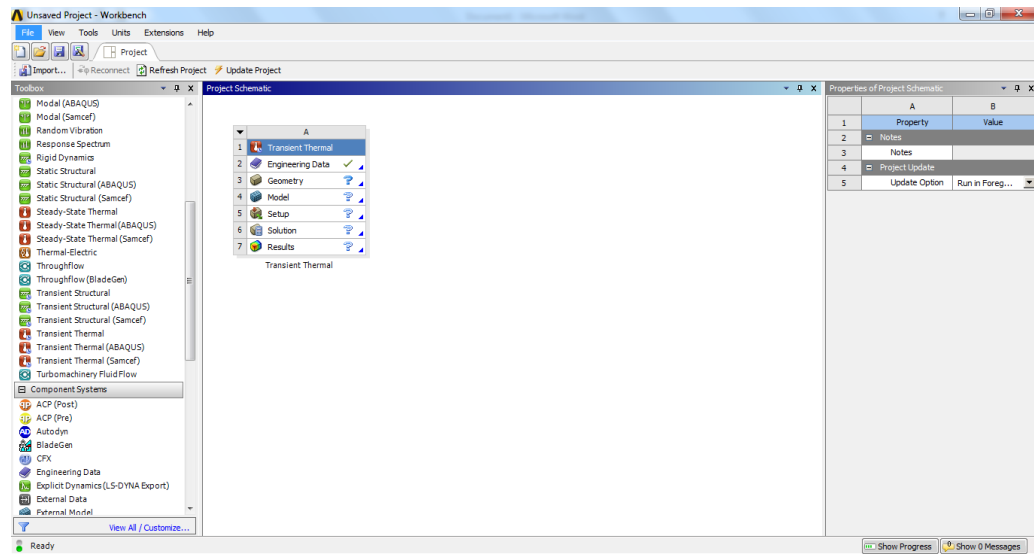 Unsaved Project - Workbench
File View Tools Units Extensions Help
Project
Import... Reconnect Refresh Project Update Project
Toolbox
Modal (ABAQUS)
Modal (Samcef)
Random Vibration
Response Spectrum
Rigid Dynamics
Static Structural
Static Structural (ABAQUS)
Static Structural (Samcef)
Steady-State Thermal
Steady-State Thermal (ABAQUS)
Steady-State Thermal (Samcef)
Thermal-Electric
Throughflow
Throughflow (BladeGen)
Transient Structural
Transient Structural (ABAQUS)
Transient Structural (Samcef)
Transient Thermal
Transient Thermal (ABAQUS)
Transient Thermal (Samcef)
Turbomachinery Fluid Flow
Component Systems
ACP (Post)
ACP (Pre)
Autodyn
BladeGen
CFX
Engineering Data
Explicit Dynamics (LS-DYNA Export)
External Data
External Model
View All / Customize...
Project Schematic
A
1 Transient Thermal
2 Engineering Data
3 Geometry
4 Model
5 Setup
6 Solution
7 Results
Transient Thermal
Properties of Project Schematic
A B
1 Property Value
2 Notes
3 Notes
4 Project Update
5 Update Option Run in Foreg...
Ready
Show Progress Show 0 Messages